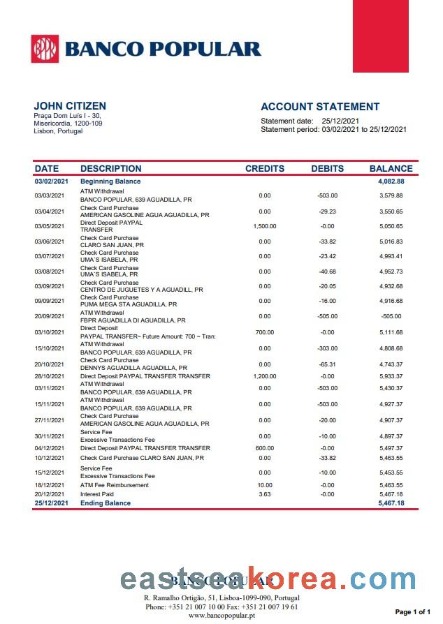 BANCO POPULAR
JOHN CITIZEN
Praça Dom Luís I - 30,
Misericordia, 1200-109
Lisbon, Portugal
ACCOUNT STATEMENT
Statement date: 25/12/2021
Statement period: 03/02/2021 to 25/12/2021
DATE DESCRIPTION CREDITS DEBITS BALANCE
03/02/2021 Beginning Balance 4,082.88
03/03/2021 ATM Withdrawal 0.00 -503.00 3,579.88
BANCO POPULAR, 639 AGUADILLA, PR
03/04/2021 Check Card Purchase 0.00 -29.23 3,550.65
AMERICAN GASOLINE AGUA AGUADILLA, PR
03/05/2021 Direct Deposit PAYPAL 1,500.00 -0.00 5,050.65
TRANSFER
03/06/2021 Check Card Purchase 0.00 -33.82 5,016.83
CLARO SAN JUAN, PR
03/07/2021 Check Card Purchase 0.00 -23.42 4,993.41
UMA`S ISABELA, PR
03/08/2021 Check Card Purchase 0.00 -40.68 4,952.73
UMA`S ISABELA, PR
03/09/2021 Check Card Purchase 0.00 -20.05 4,932.68
CENTRO DE JUGUETES Y A AGUADILL, PR
09/09/2021 Check Card Purchase 0.00 -16.00 4,916.68
PUMA MEGA STA AGUADILLA, PR
20/09/2021 ATM Withdrawal 0.00 -505.00 -505.00
FBPR AGUADILLA DI AGUADILLA, PR
03/10/2021 Direct Deposit 700.00 -0.00 5,111.68
PAYPAL TRANSFER~ Future Amount: 700 ~ Tran:
15/10/2021 ATM Withdrawal 0.00 -303.00 4,808.68
BANCO POPULAR, 639 AGUADILLA, PR
20/10/2021 Check Card Purchase 0.00 -65.31 4,743.37
DENNYS AGUADILLA AGUADILLA, PR
28/10/2021 Direct Deposit PAYPAL TRANSFER TRANSFER 1,200.00 -0.00 5,933.37
03/11/2021 ATM Withdrawal 0.00 -503.00 5,430.37
BANCO POPULAR, 639 AGUADILLA, PR
15/11/2021 ATM Withdrawal 0.00 -503.00 4,927.37
BANCO POPULAR, 639 AGUADILLA, PR
27/11/2021 Check Card Purchase 0.00 -20.00 4,907.37
AMERICAN GASOLINE AGUA AGUADILLA, PR
30/11/2021 Service Fee 0.00 -10.00 4,897.37
Excessive Transactions Fee
04/12/2021 Direct Deposit PAYPAL TRANSFER TRANSFER 600.00 -0.00 5,497.37
10/12/2021 Check Card Purchase CLARO SAN JUAN, PR 0.00 -33.82 5,463.55
15/12/2021 Service Fee 0.00 -10.00 5,453.55
Excessive Transactions Fee
18/12/2021 ATM Fee Reimbursement 10.00 -0.00 5,463.55
20/12/2021 Interest Paid 3.63 -0.00 5,467.18
25/12/2021 Ending Balance 5,467.18
BANCO POPULAR
eastseakorea.com
R. Ramalho Ortigão, 51, Lisboa-1099-090, Portugal
Phone: +351 21 007 10 00 Fax: +351 21 007 19 61
www.bancopopular.pt
Page 1 of 1